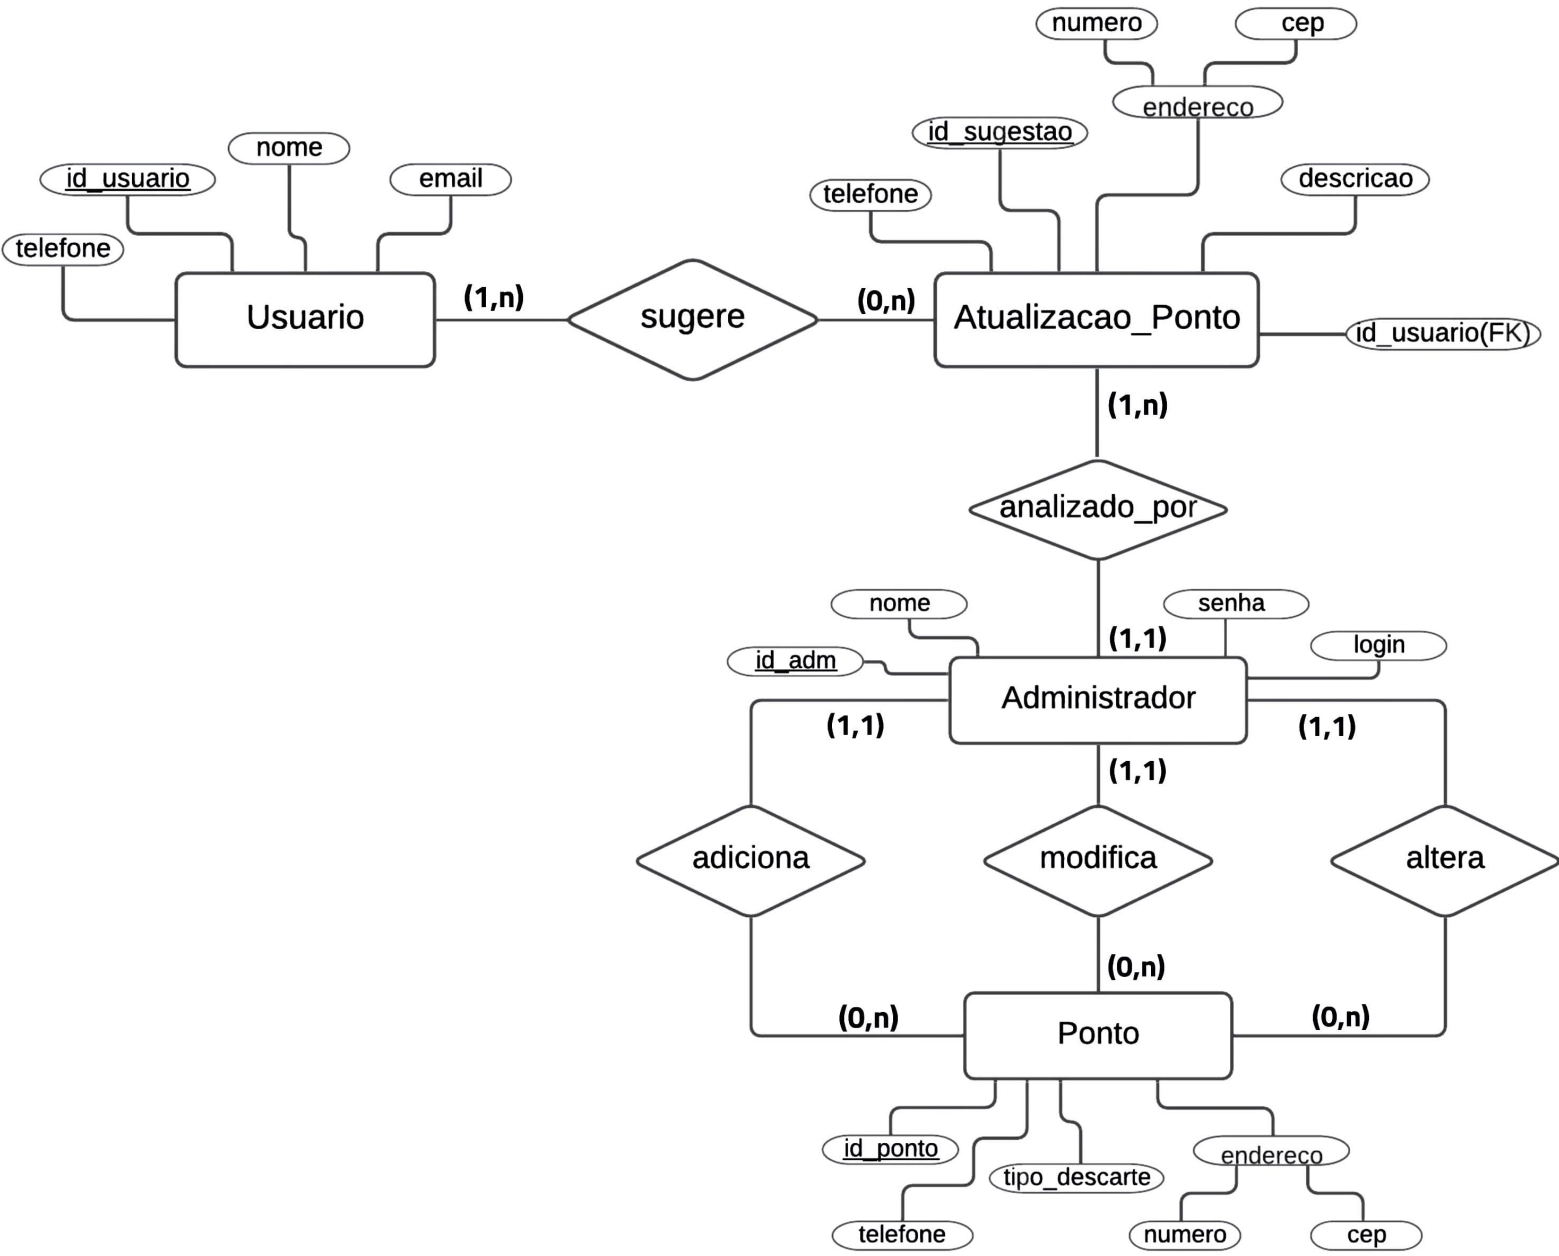 numero
cep
endereco
id_sugestao
nome
id_usuario
email
telefone
descricao
telefone
Usuario
(1,n)
sugere
(0,n)
Atualizacao_Ponto
id_usuario(FK)
(1,n)
analizado_por
nome
senha
(1,1)
login
id_adm
Administrador
(1,1)
(1,1)
(1,1)
adiciona
modifica
altera
(0,n)
(0,n)
(0,n)
Ponto
id_ponto
endereco
tipo_descarte
telefone
numero
cep